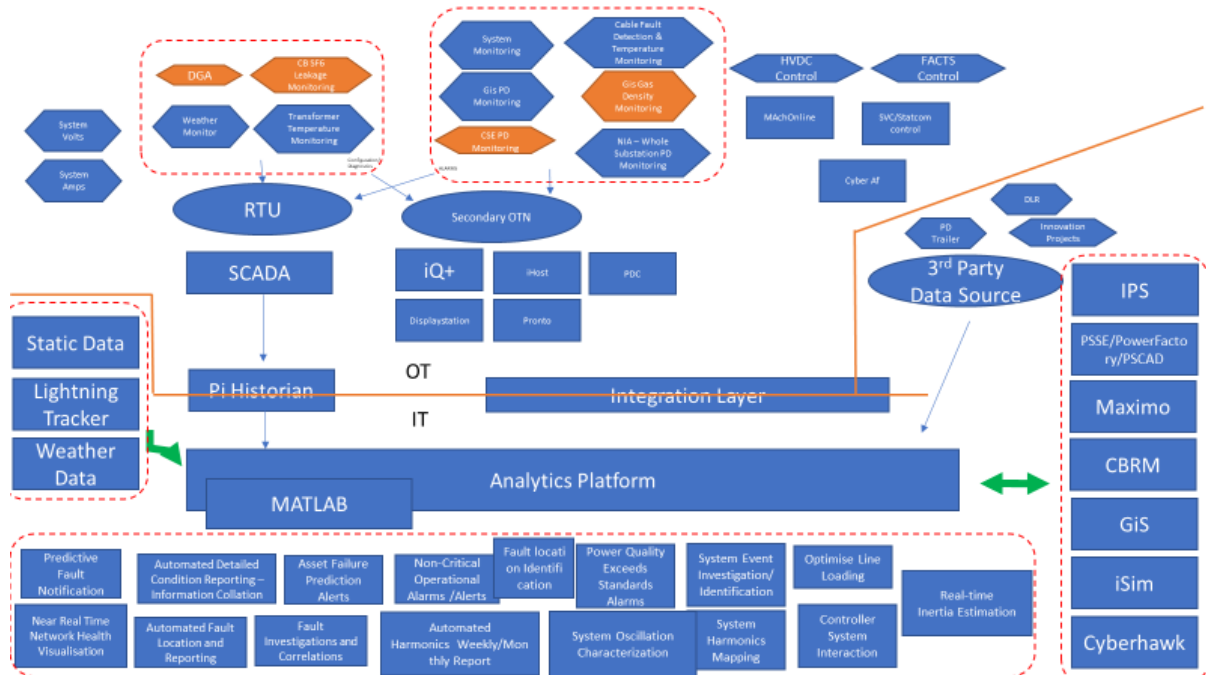 System
Monitoring
Cable Fault
Detection &
Temperature
Monitoring
DGA
CB SF6
Leakage
Monitoring
HVDC
Control
FACTS
Control
Gis PD
Monitoring
Gis Gas
Density
Monitoring
System
Volts
Weather
Monitor
Transformer
Temperature
Monitoring
MAchOnline
SVC/Statcom
control
CSE PD
Monitoring
NIA – Whole
Substation PD
Monitoring
System
Amps
Configuration/
Diagnostics
ALARMS
Cyber Af
RTU
Secondary OTN
DLR
PD
Trailer
Innovation
Projects
SCADA
iQ+
iHost
PDC
3rd Party
Data Source
IPS
Displaystation
Pronto
Static Data
PSSE/PowerFacto
ry/PSCAD
Lightning
Tracker
Pi Historian
OT
IT
Integration Layer
Maximo
Weather
Data
CBRM
Analytics Platform
MATLAB
GiS
Predictive
Fault
Notification
Automated Detailed
Condition Reporting –
Information Collation
Asset Failure
Prediction
Alerts
Non-Critical
Operational
Alarms /Alerts
Fault locati
on Identifi
cation
Power Quality
Exceeds
Standards
Alarms
System Event
Investigation/
Identification
Optimise Line
Loading
Real-time
Inertia Estimation
iSim
Near Real Time
Network Health
Visualisation
Automated Fault
Location and
Reporting
Fault
Investigations and
Correlations
Automated
Harmonics Weekly/Mon
thly Report
System Oscillation
Characterization
System
Harmonics
Mapping
Controller
System
Interaction
Cyberhawk